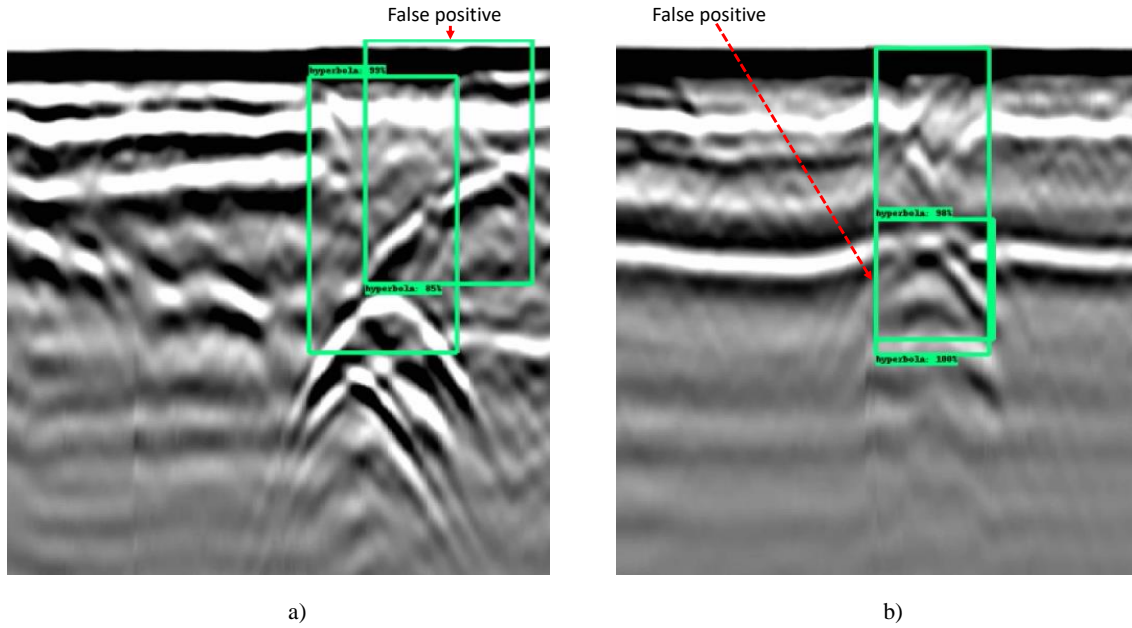 False positive
False positive
hyperbola: 99%
hyperbola: 85%
hyperbola: 98%
hyperbola: 100%
a)
b)